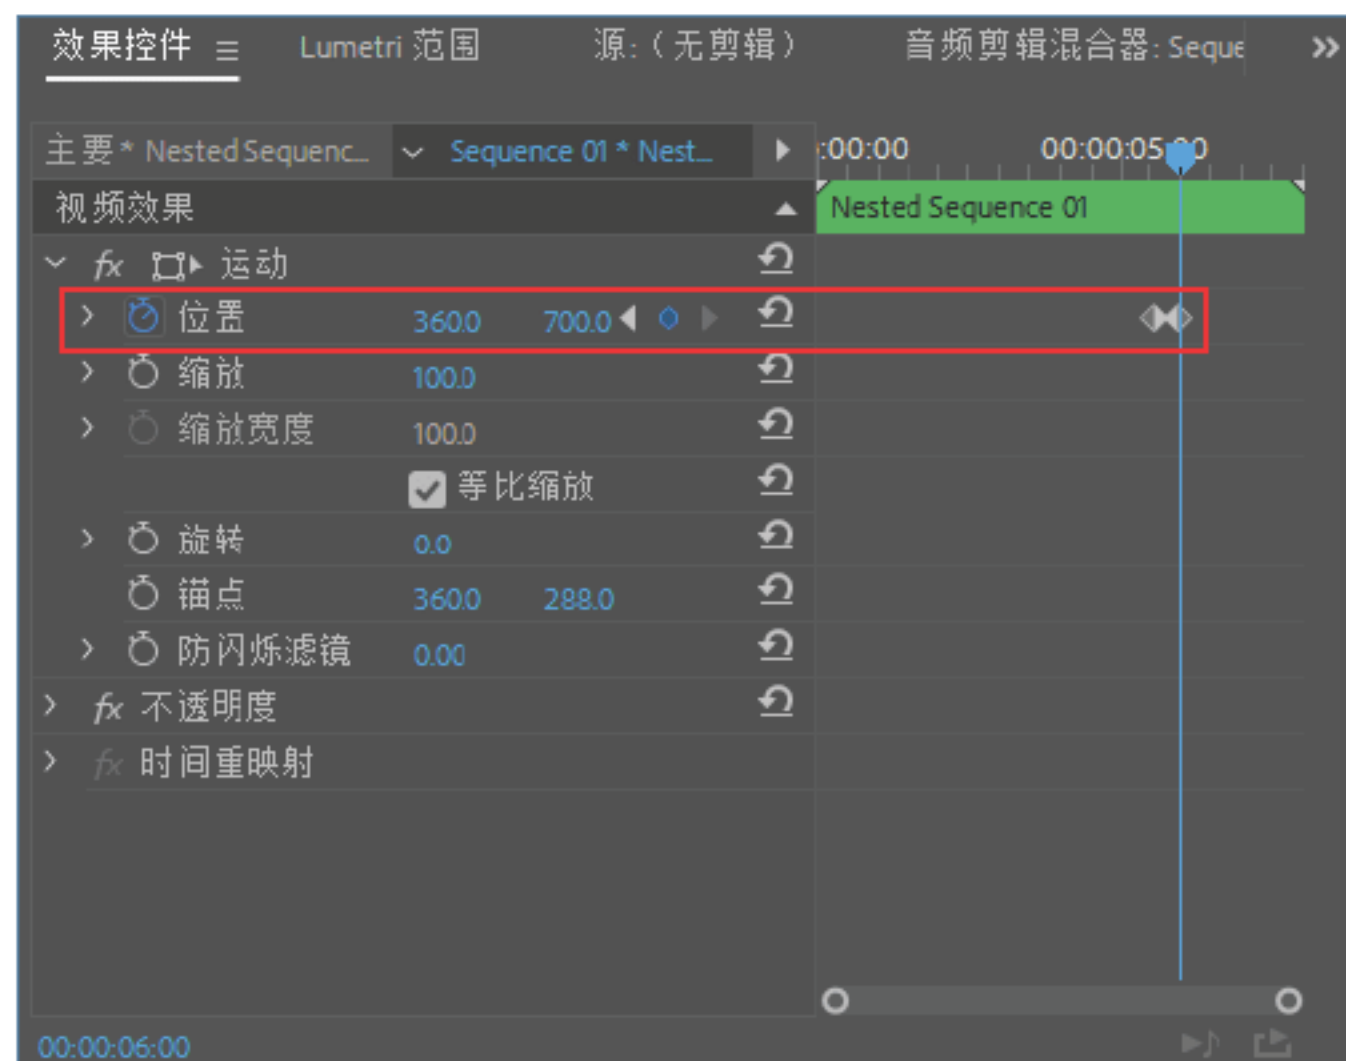 效果控件 Lumetri 范围 源:（无剪辑） 音频剪辑混合器: Seque
主要* Nested Sequenc... Sequence 01 * Nest... :00:00 00:00:05:00
视频效果 Nested Sequence 01
fx 运动
位置 360.0 700.0
缩放 100.0
缩放宽度 100.0
等比缩放
旋转 0.0
锚点 360.0 288.0
防闪烁滤镜 0.00
fx 不透明度
fx 时间重映射
00:00:06:00